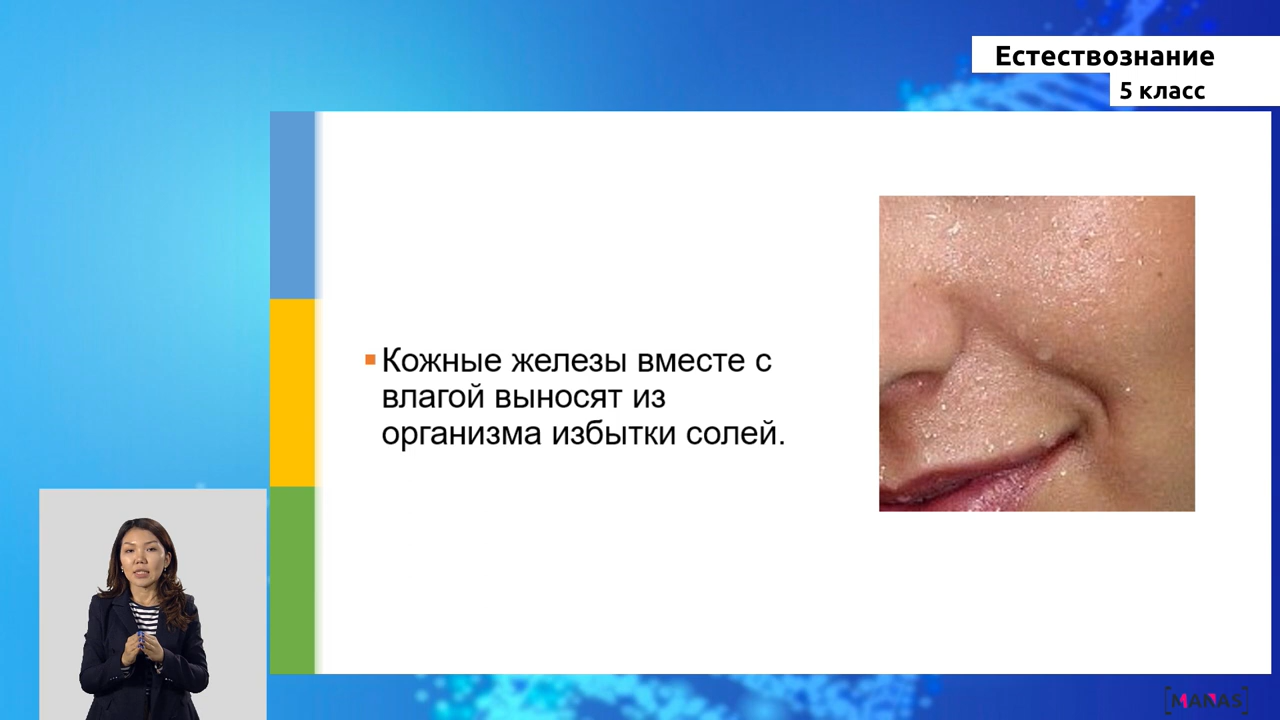 Естествознание
5 класс
Кожные железы вместе с
влагой выносят из
организма избытки солей.
[MANAS]